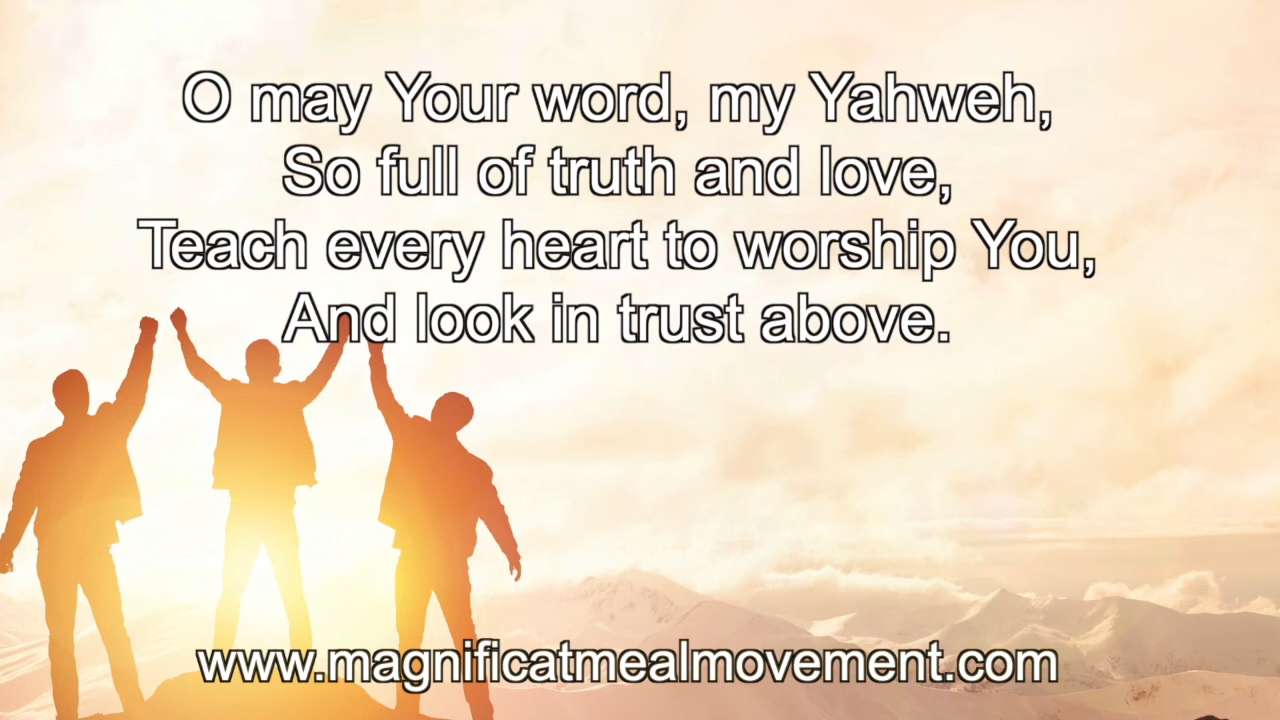 O may Your word, my Yahweh,
So full of truth and love,
Teach every heart to worship You,
And look in trust above.
www.magnificatmealmovement.com